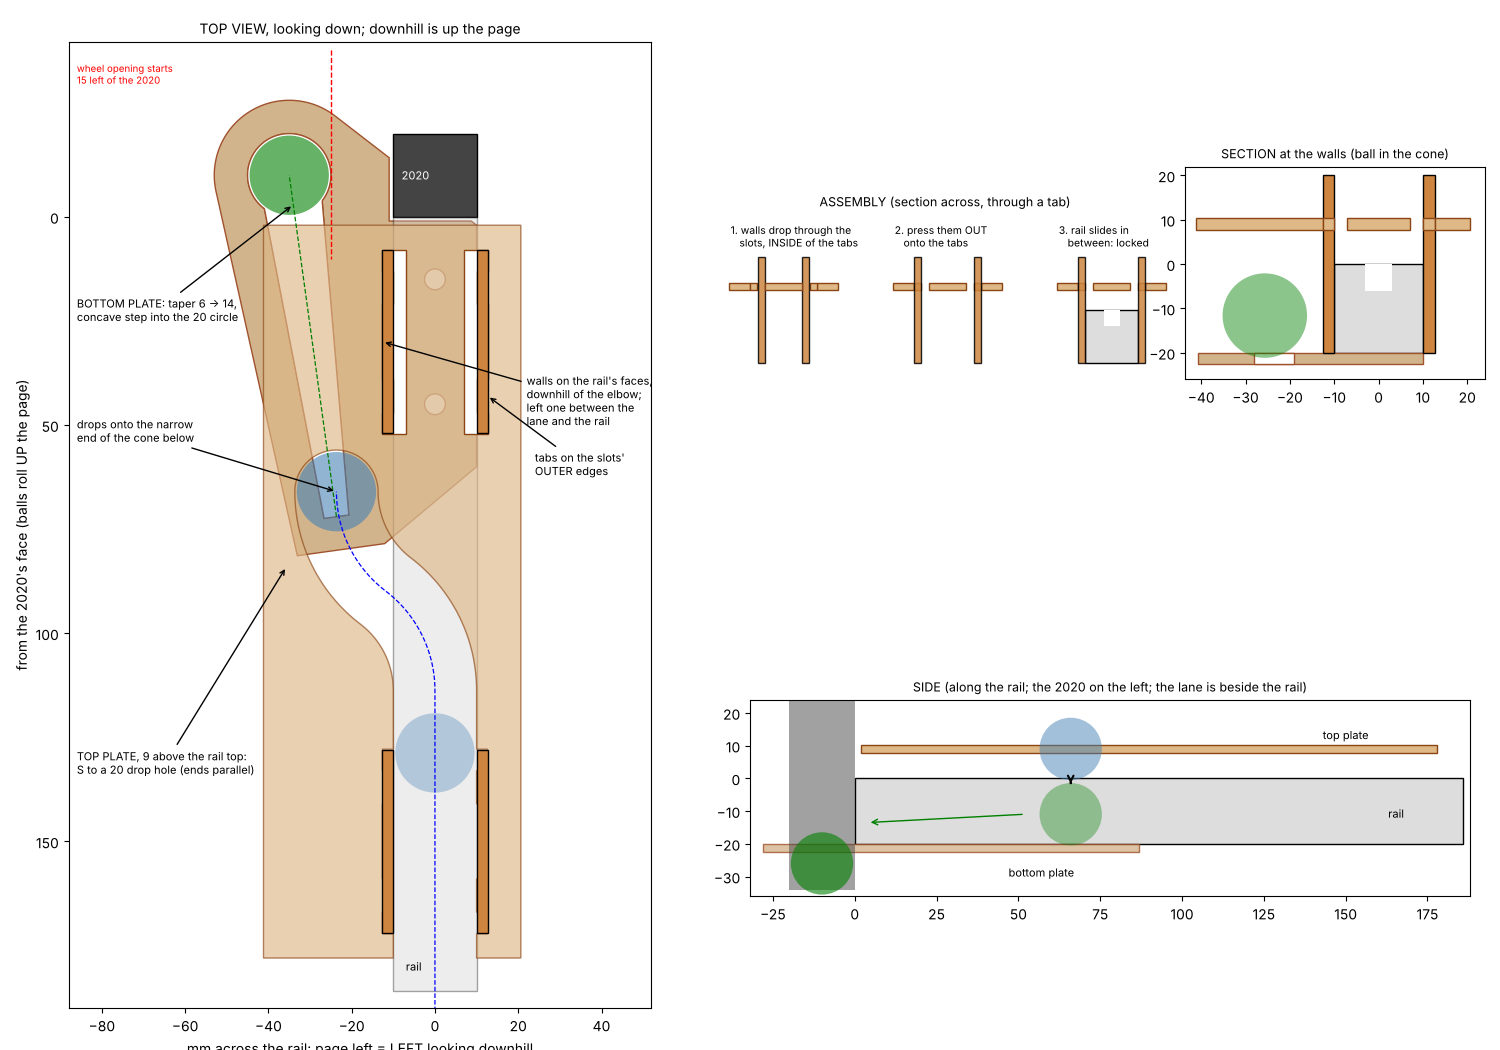 TOP VIEW, looking down; downhill is up the page
wheel opening starts
15 left of the 2020
2020
0
50
100
150
from the 2020's face (balls roll UP the page)
BOTTOM PLATE: taper 6 → 14,
concave step into the 20 circle
walls on the rail's faces,
downhill of the elbow;
left one between the
lane and the rail
drops onto the narrow
end of the cone below
tabs on the slots'
OUTER edges
TOP PLATE, 9 above the rail top:
S to a 20 drop hole (ends parallel)
rail
−80
−60
−40
−20
0
20
40
mm across the rail; page left = LEFT looking downhill
ASSEMBLY (section across, through a tab)
1. walls drop through the
slots, INSIDE of the tabs
2. press them OUT
onto the tabs
3. rail slides in
between: locked
SECTION at the walls (ball in the cone)
20
10
0
−10
−20
−40
−30
−20
−10
0
10
20
SIDE (along the rail; the 2020 on the left; the lane is beside the rail)
20
10
0
−10
−20
−30
top plate
rail
bottom plate
−25
0
25
50
75
100
125
150
175